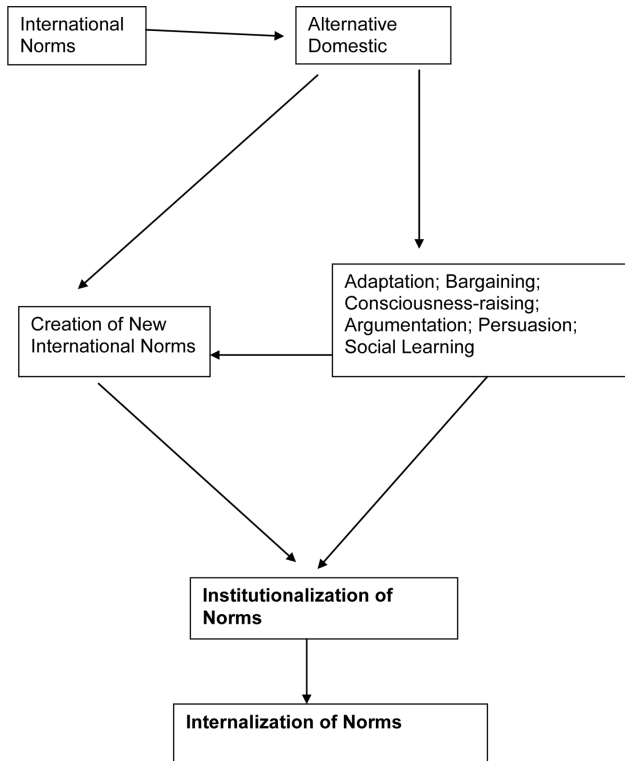 International
Norms
Alternative
Domestic
Adaptation; Bargaining;
Consciousness-raising;
Argumentation; Persuasion;
Social Learning
Creation of New
International Norms
Institutionalization of
Norms
Internalization of Norms